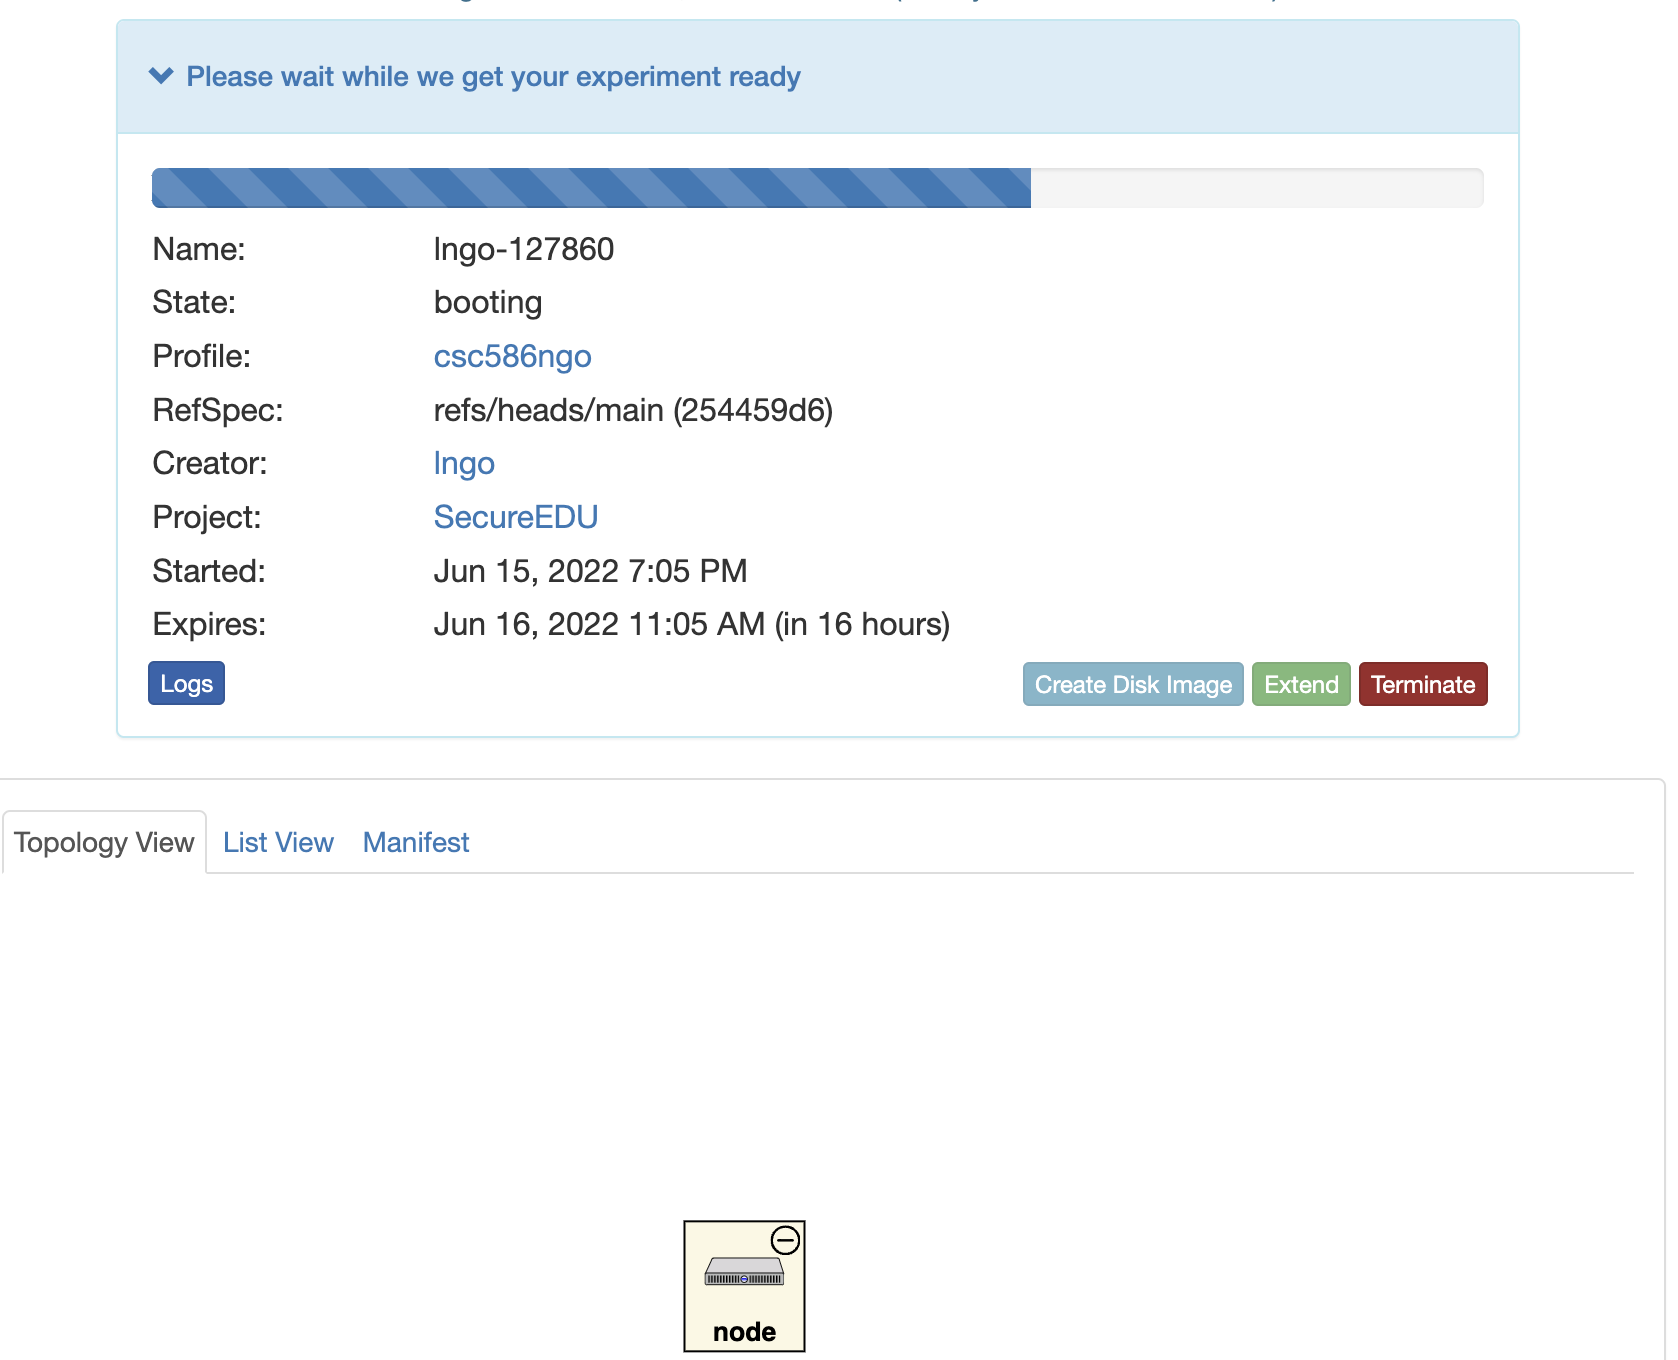 Please wait while we get your experiment ready
Name: lngo-127860
State: booting
Profile: csc586ngo
RefSpec: refs/heads/main (254459d6)
Creator: lngo
Project: SecureEDU
Started: Jun 15, 2022 7:05 PM
Expires: Jun 16, 2022 11:05 AM (in 16 hours)
Logs Create Disk Image Extend Terminate
Topology View List View Manifest
node